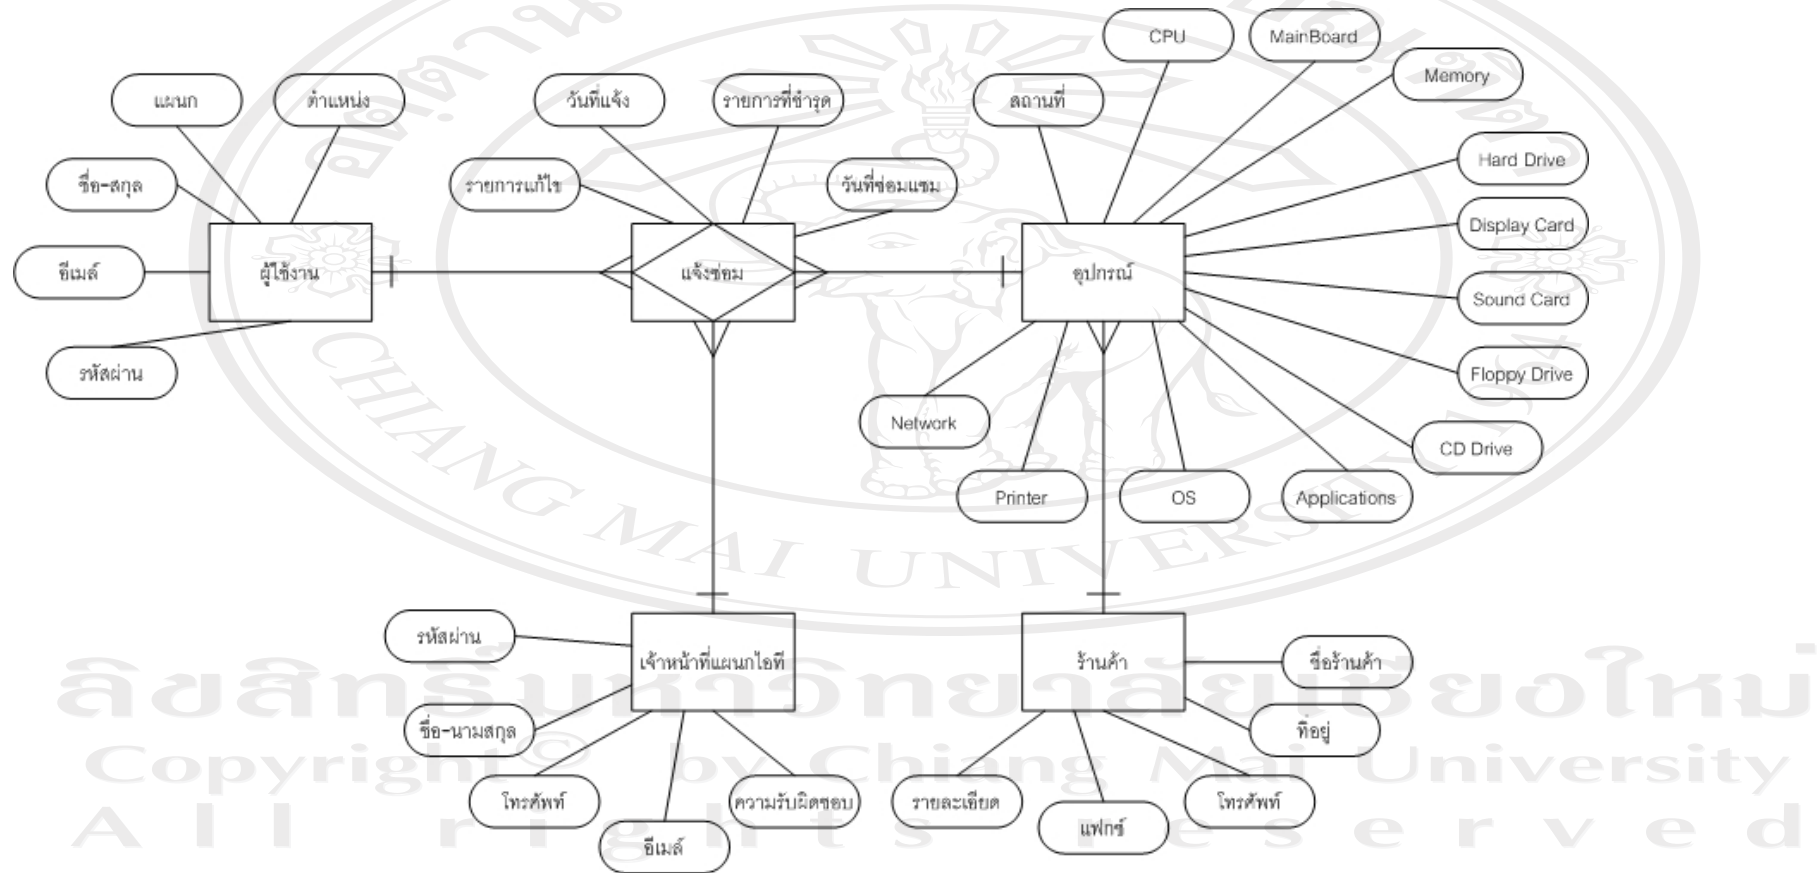 CPU
MainBoard
Memory
แผนก
ตำแหน่ง
วันที่แจ้ง
รายการที่ชำรุด
สถานที่
Hard Drive
ชื่อ-สกุล
รายการแก้ไข
วันที่ซ่อมแซม
Display Card
อีเมล์
ผู้ใช้งาน
แจ้งซ่อม
อุปกรณ์
Sound Card
รหัสผ่าน
Floppy Drive
Network
CD Drive
Printer
OS
Applications
CHIANG MAI UNIVERSITY 1964
รหัสผ่าน
เจ้าหน้าที่แผนกไอที
ร้านค้า
ชื่อร้านค้า
ลิขสิทธิ์มหาวิทยาลัยเชียงใหม่
ชื่อ-นามสกุล
ที่อยู่
Copyright© by Chiang Mai University
โทรศัพท์
ความรับผิดชอบ
รายละเอียด
โทรศัพท์
All rights reserved
อีเมล์
แฟกซ์